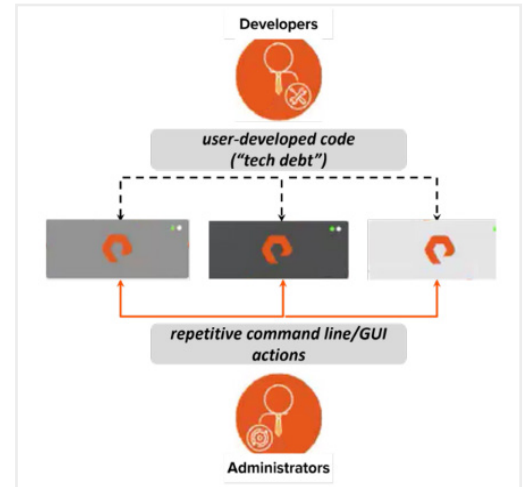 Developers
user-developed code
(“tech debt”)
repetitive command line/GUI
actions
Administrators